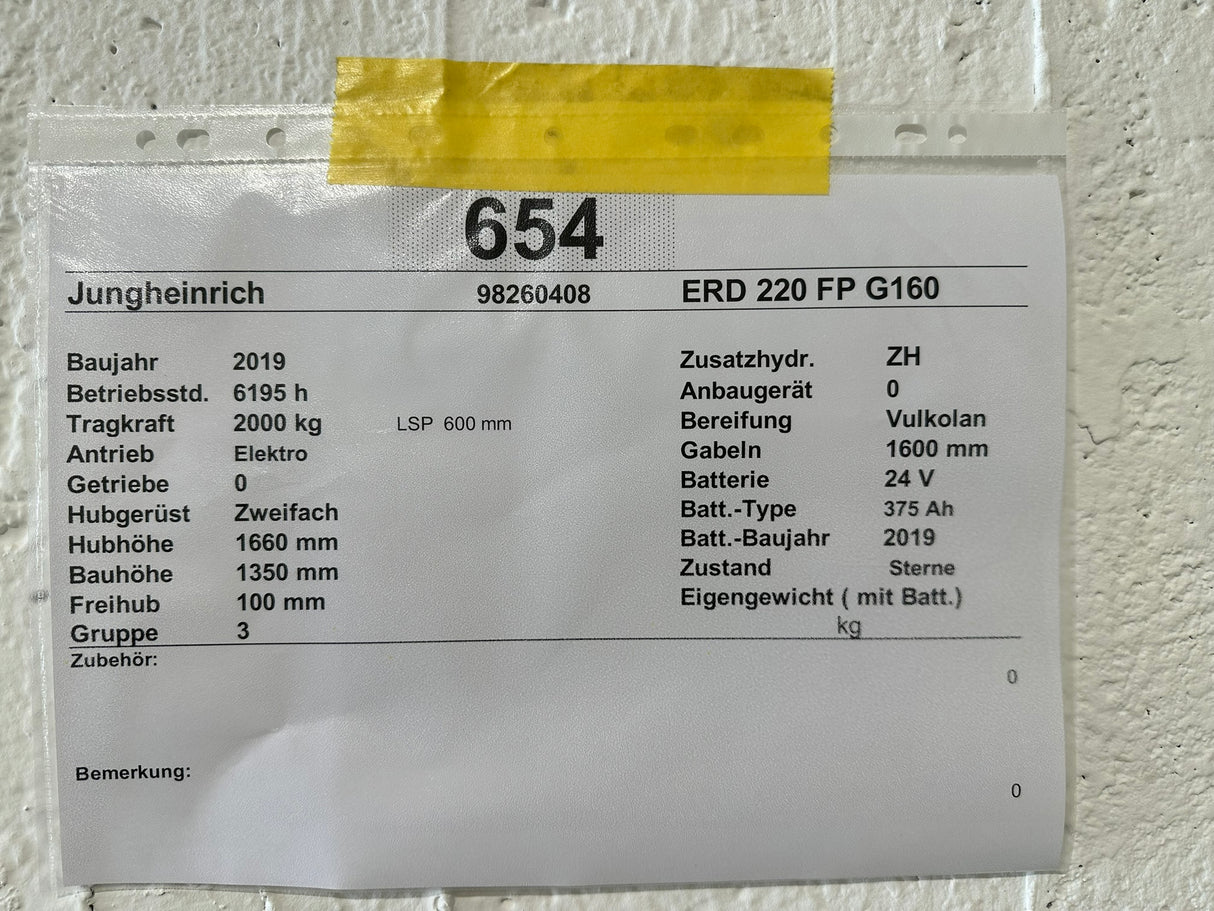 654
Jungheinrich 98260408 ERD 220 FP G160
Baujahr 2019 Zusatzhydr. ZH
Betriebsstd. 6195 h Anbaugerät 0
Tragkraft 2000 kg LSP 600 mm Bereifung Vulkolan
Antrieb Elektro Gabeln 1600 mm
Getriebe 0 Batterie 24 V
Hubgerüst Zweifach Batt.-Type 375 Ah
Hubhöhe 1660 mm Batt.-Baujahr 2019
Bauhöhe 1350 mm Zustand Sterne
Freihub 100 mm Eigengewicht ( mit Batt.)
Gruppe 3 kg
Zubehör:
0
Bemerkung:
0